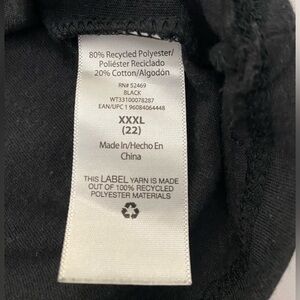 80% Recycled Polyester/
Poliéster Reciclado
20% Cotton/Algodón
RN# 52469
BLACK
WT33100078287
EAN/UFC 1 96084064448
XXXL
(22)
Made In/Hecho En
China
THIS LABEL YARN IS MADE
OUT OF 100% RECYCLED
POLYESTER MATERIALS